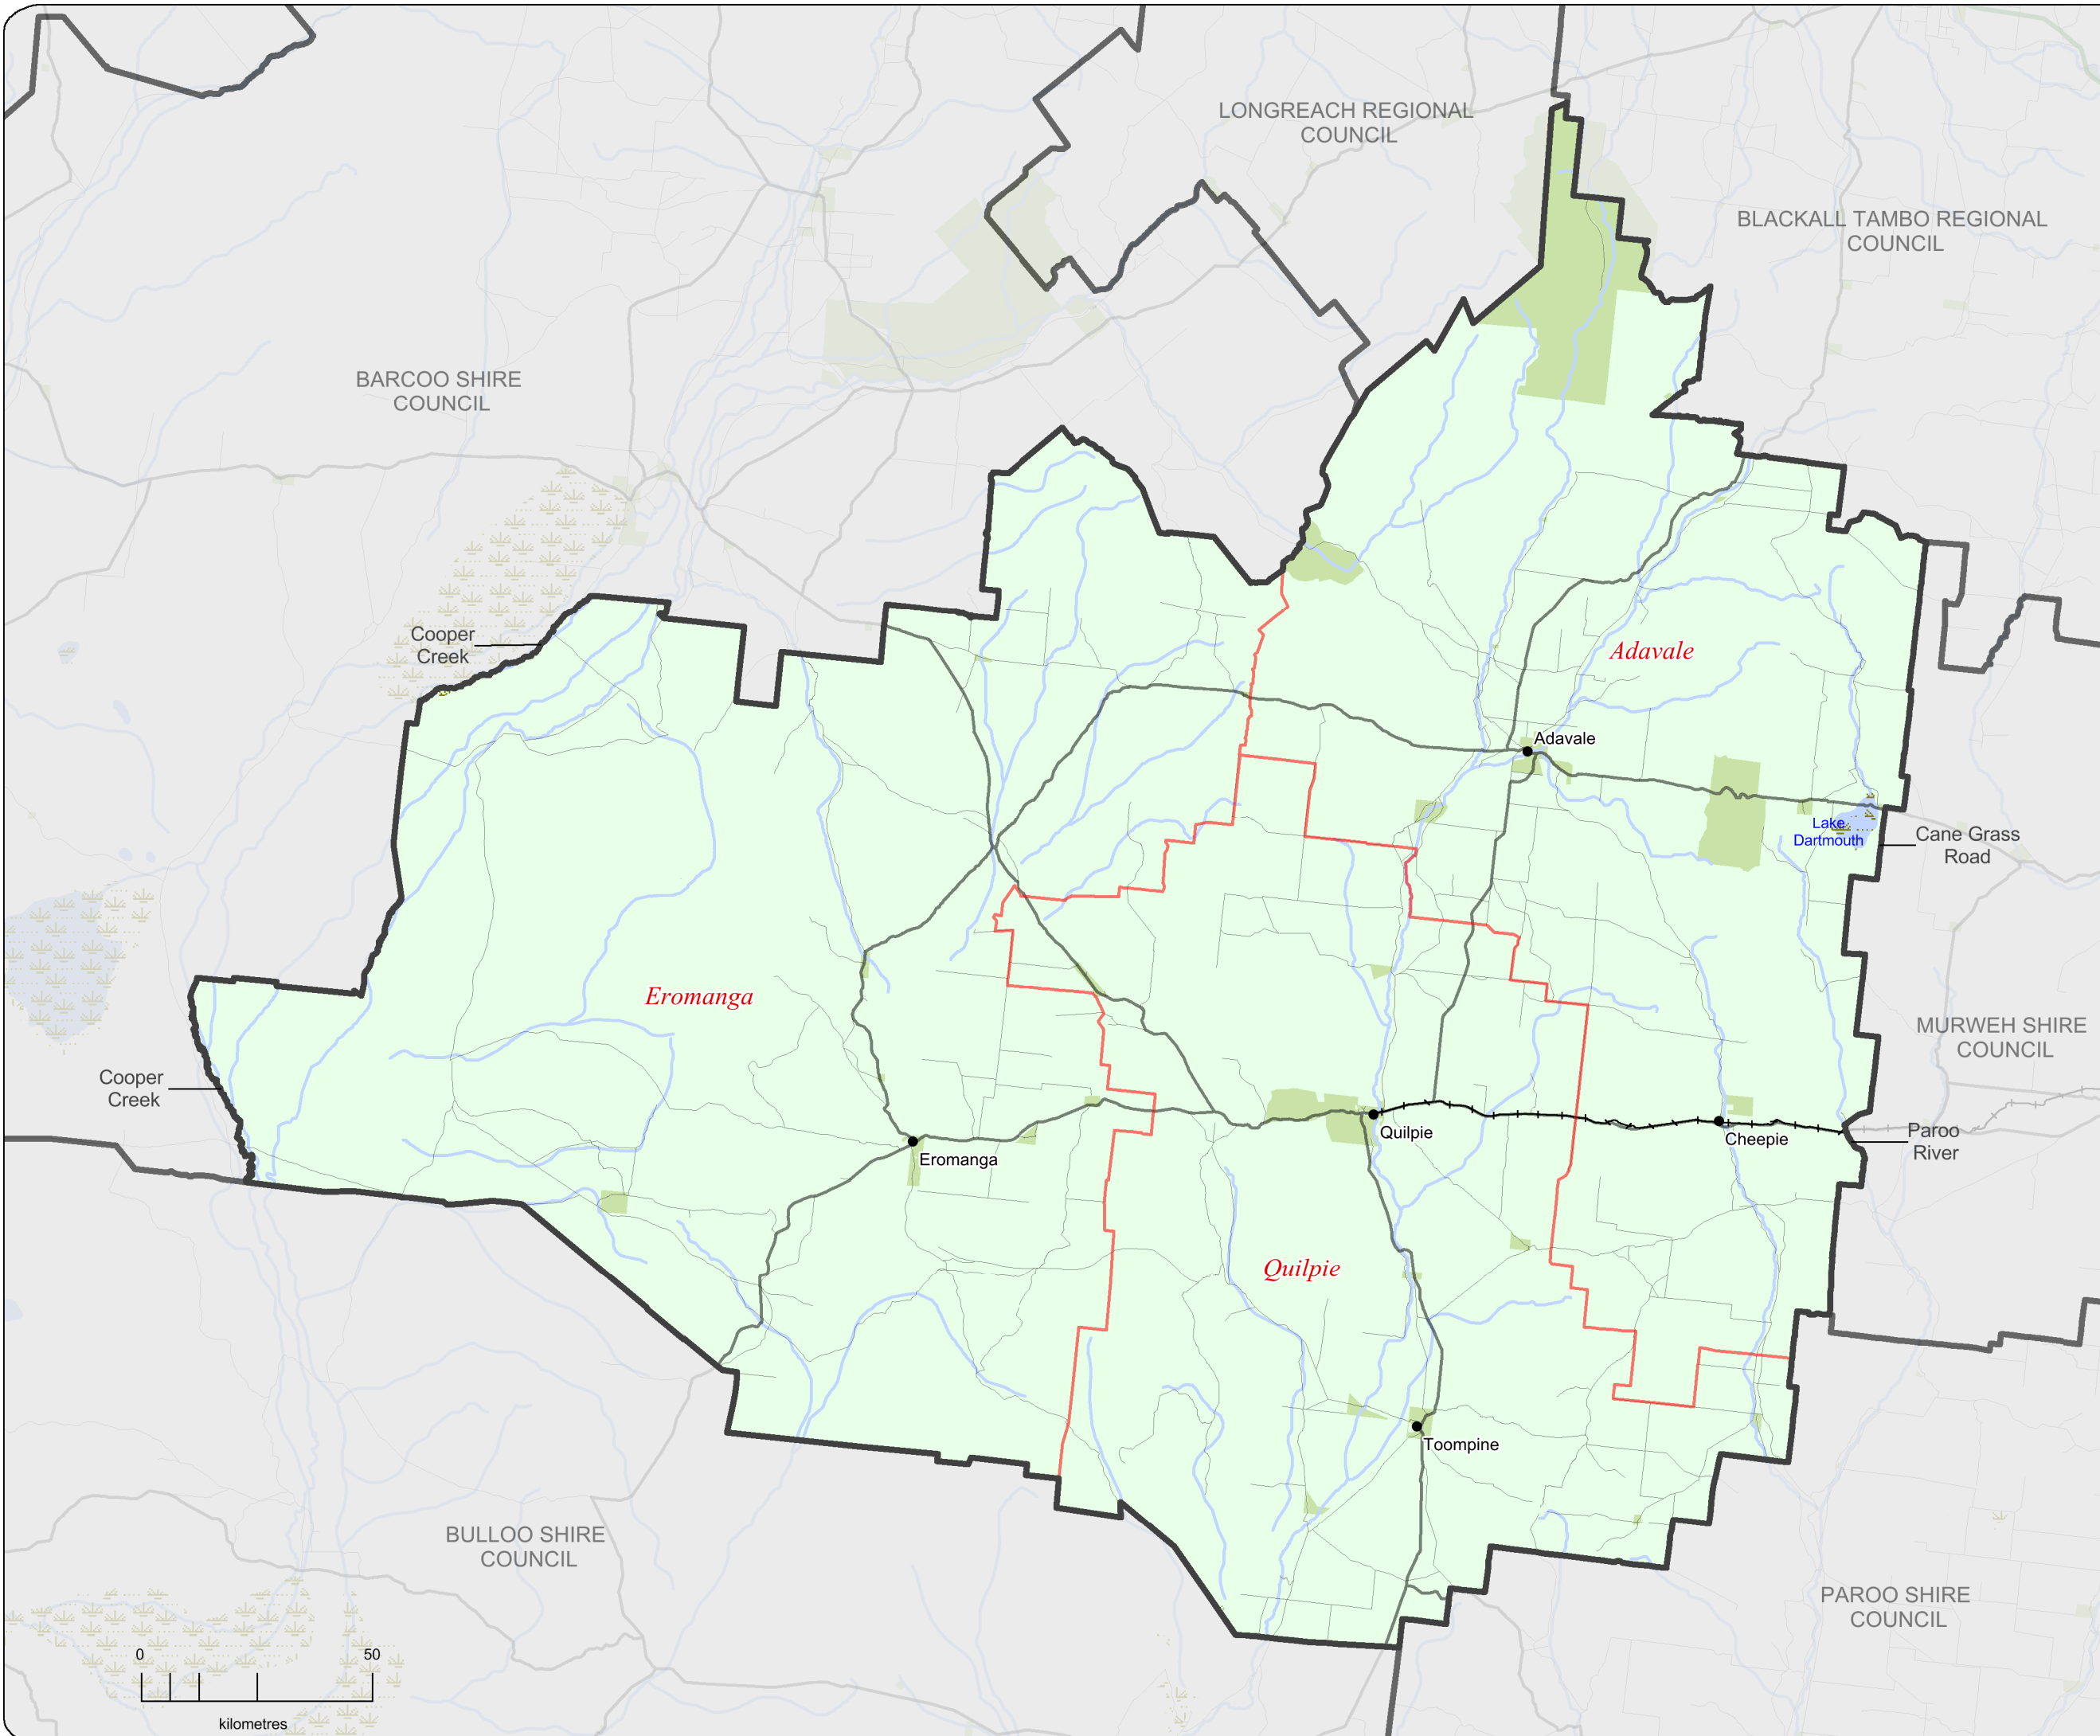 LONGREACH REGIONAL
COUNCIL
BLACKALL TAMBO REGIONAL
COUNCIL
BARCOO SHIRE
COUNCIL
Cooper
Creek
Adavale
Adavale
Lake
Dartmouth
Cane Grass
Road
Eromanga
MURWEH SHIRE
COUNCIL
Cooper
Creek
Quilpie
Cheepie
Paroo
River
Eromanga
Quilpie
Toompine
BULLOO SHIRE
COUNCIL
PAROO SHIRE
COUNCIL
0
50
kilometres